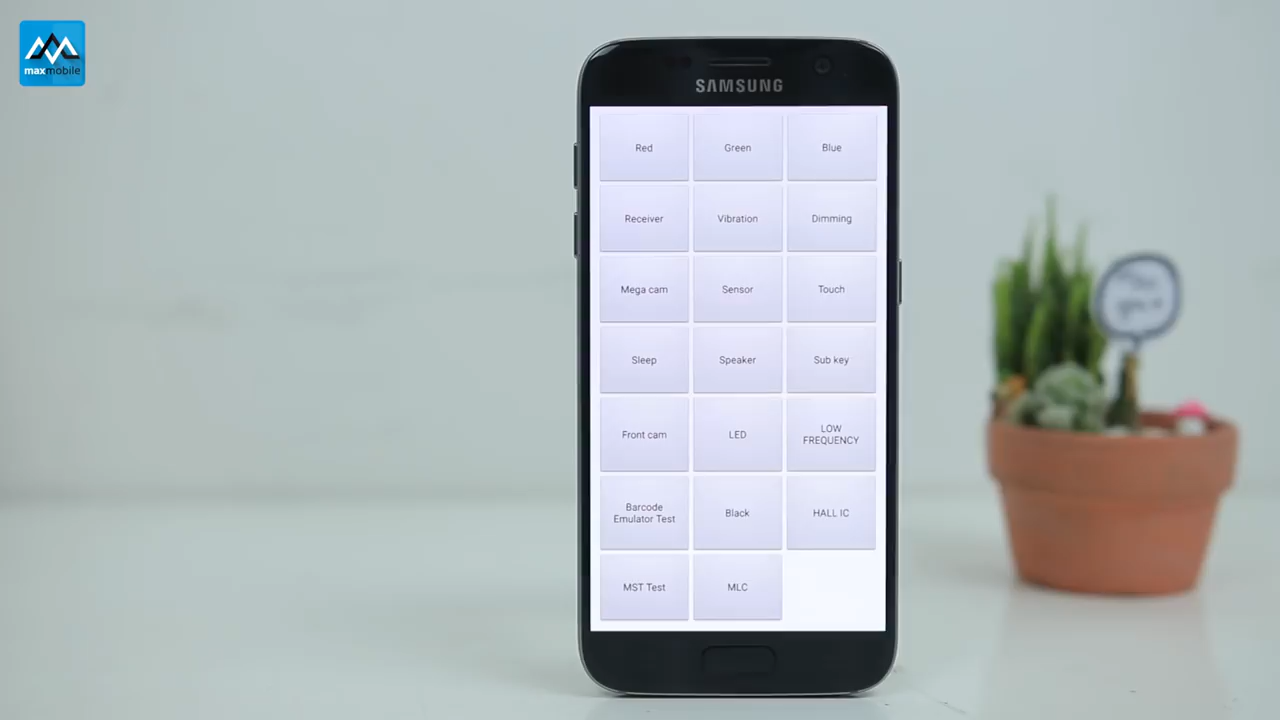 maxmobile
SAMSUNG
Red
Green
Blue
Receiver
Vibration
Dimming
Mega cam
Sensor
Touch
Sleep
Speaker
Sub key
Front cam
LED
LOW
FREQUENCY
Barcode
Emulator Test
Black
HALL IC
MST Test
MLC